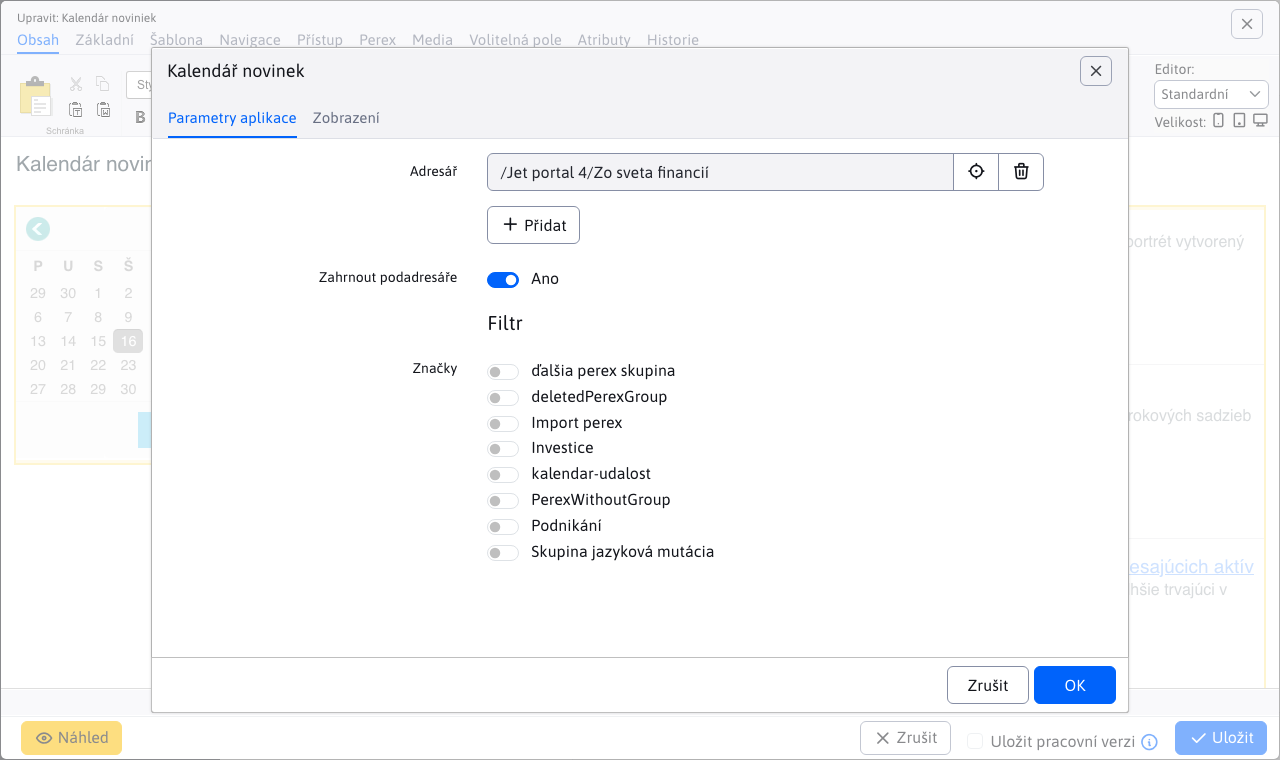 Upravit: Kalendár noviniek
Obsah Základní Šablona Navigace Přístup Perex Media Volitelná pole Atributy Historie
Kalendář novinek
Parametry aplikace Zobrazení
Editor:
Standardní
Velikost:
B
Schránka
Kalendár
Adresář /Jet portal 4/Zo sveta financií
Přidat
Zahrnout podadresáře Ano
Filtr
Značky
ďalšia perex skupina
deletedPerexGroup
Import perex
Investice
kalendar-udalost
PerexWithoutGroup
Podnikání
Skupina jazyková mutácia
P U S Š
29 30 1 2
6 7 8 9
13 14 15 16
20 21 22 23
27 28 29 30
portrét vytvorený
rokových sadzieb
esajúcich aktív
hšie trvajúci v
Zrušit OK
Náhled Zrušit Uložit pracovní verzi Uložit